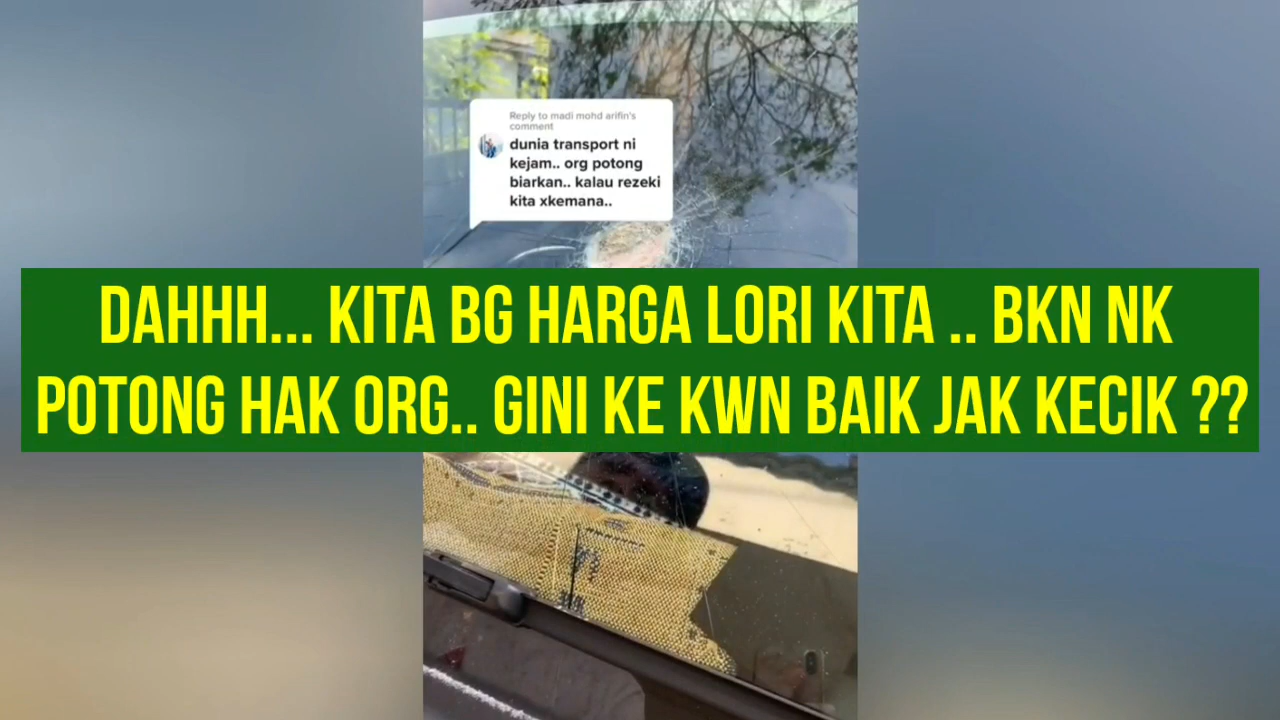 Reply to madi mohd arifin's
comment
dunia transport ni
kejam.. org potong
biarkan.. kalau rezeki
kita xkemana..
DAHHH... KITA BG HARGA LORI KITA .. BKN NK
POTONG HAK ORG.. GINI KE KWN BAIK JAK KECIK ??